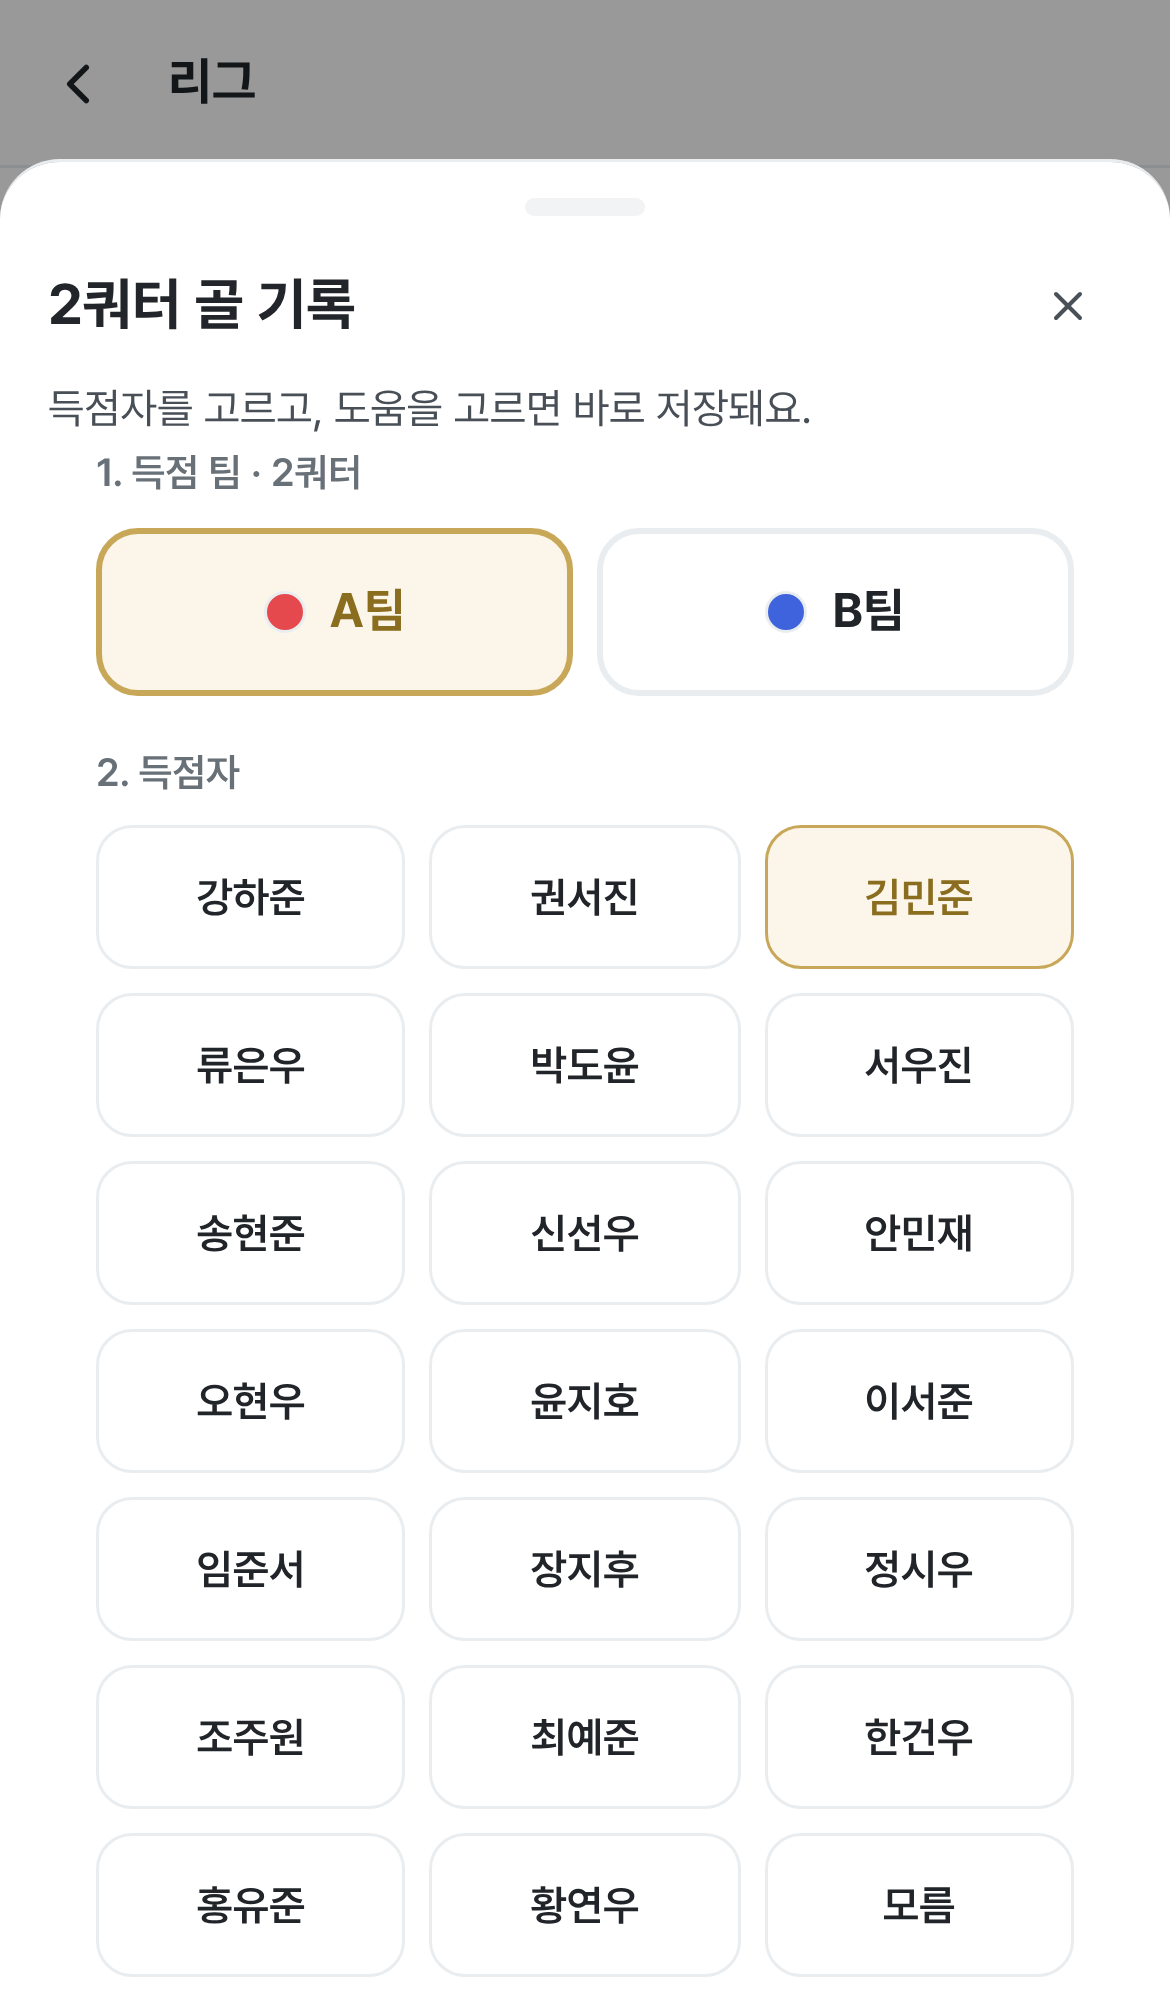 리그
2쿼터 골 기록
득점자를 고르고, 도움을 고르면 바로 저장돼요.
1. 득점 팀 · 2쿼터
A팀 B팀
2. 득점자
강하준 권서진 김민준
류은우 박도윤 서우진
송현준 신선우 안민재
오현우 윤지호 이서준
임준서 장지후 정시우
조주원 최예준 한건우
홍유준 황연우 모름